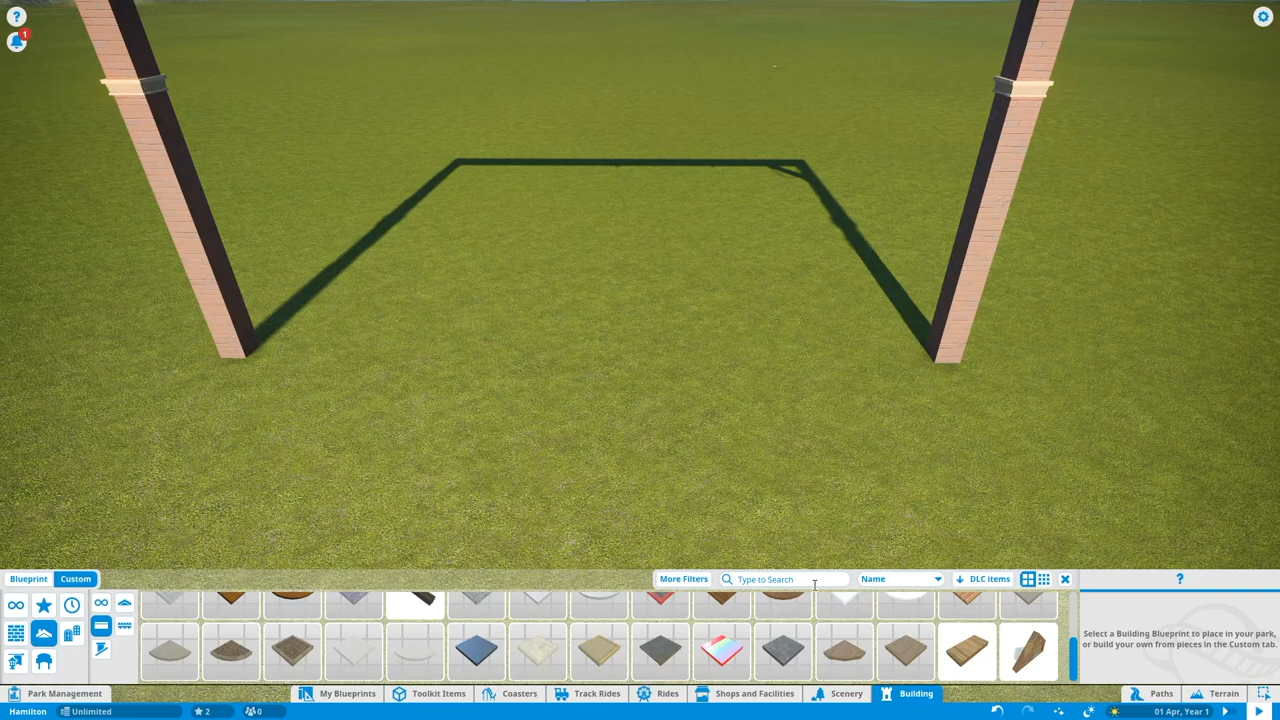 ?
1
Blueprint
Custom
More Filters
Type to Search
Name
DLC items
?
Select a Building Blueprint to place in your park,
or build your own from pieces in the Custom tab.
Park Management
My Blueprints
Toolkit Items
Coasters
Track Rides
Rides
Shops and Facilities
Scenery
Building
Paths
Terrain
Hamilton
Unlimited
2
0
01 Apr, Year 1